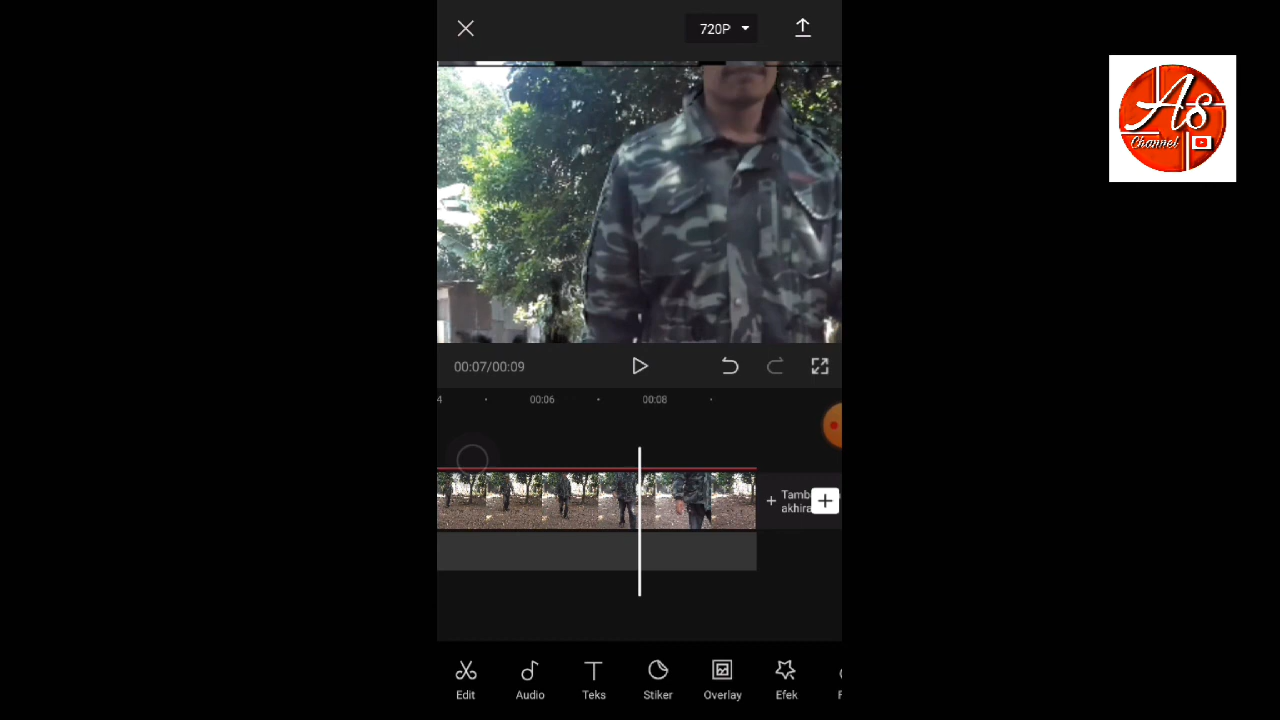 720P
As
Channel
00:07/00:09
4
00:06
00:08
+ Tamb
akhira
Edit
Audio
Teks
Stiker
Overlay
Efek
F